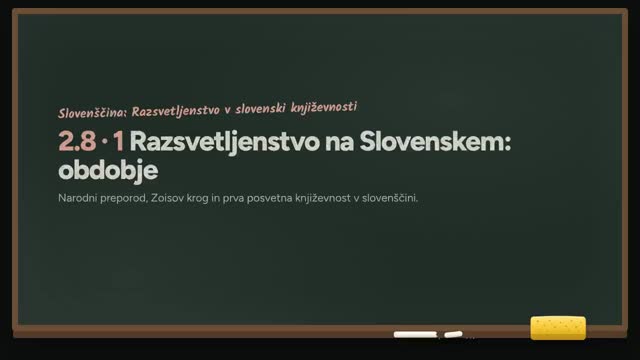 Slovenščina: Razsvetljenstvo v slovenski književnosti
2.8 · 1 Razsvetljenstvo na Slovenskem:
obdobje
Narodni preporod, Zoisov krog in prva posvetna književnost v slovenščini.